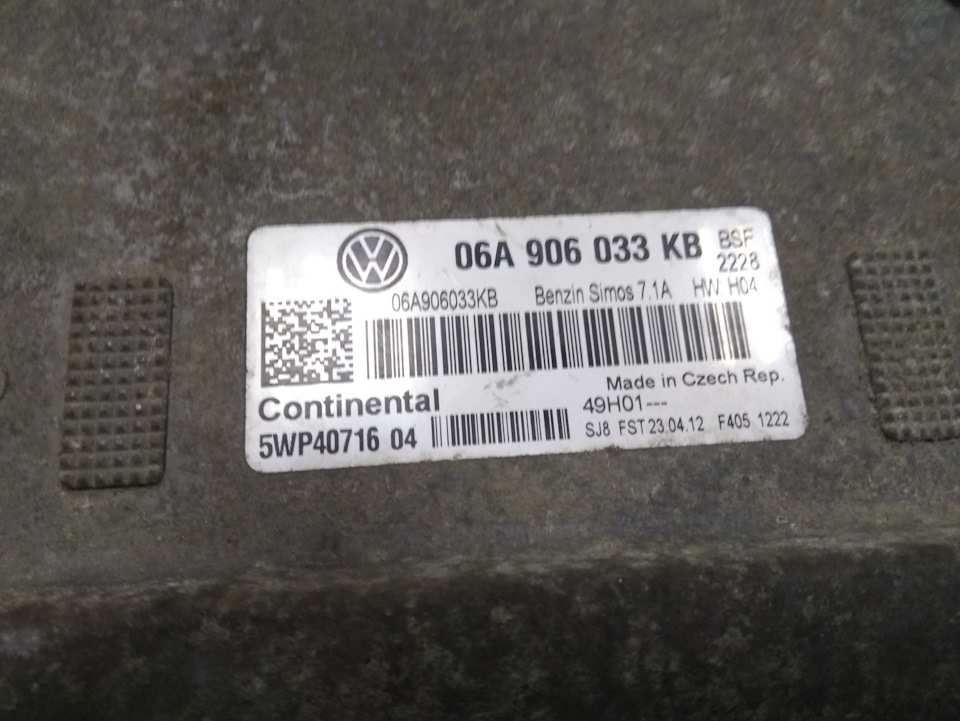 06A 906 033 KB BSF
2228
06A906033KB Benzin Simos 7.1A HW H04
Made in Czech Rep.
Continental 49H01---
5WP40716 04 SJ8 FST 23.04.12 F405 1222